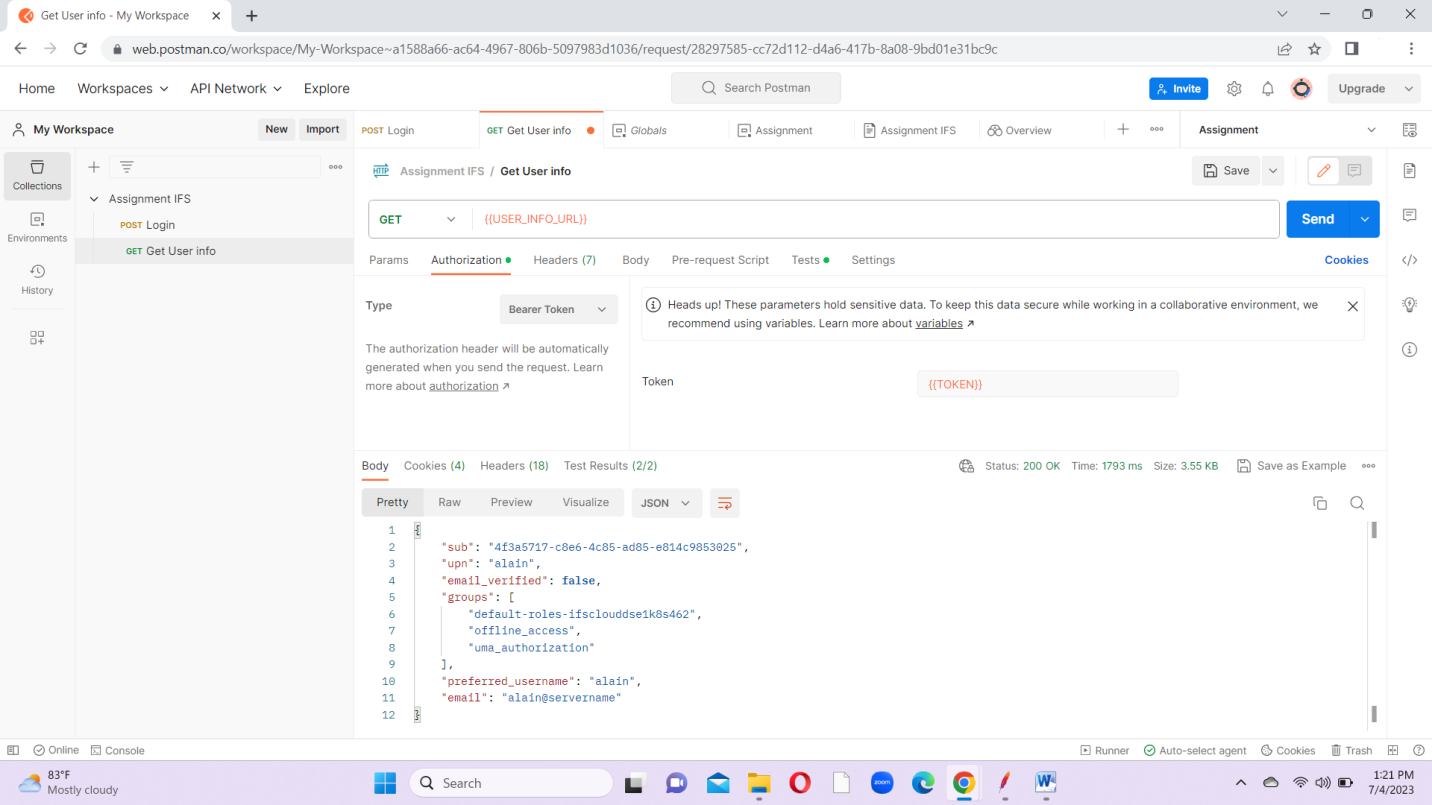 Get User info - My Workspace
web.postman.co/workspace/My-Workspace~a1588a66-ac64-4967-806b-5097983d1036/request/28297585-cc72d112-d4a6-417b-8a08-9bd01e31bc9c
Home Workspaces API Network Explore Search Postman Invite Upgrade
My Workspace New Import POST Login GET Get User info Globals Assignment Assignment IFS Overview Assignment
Collections
Environments
History
Assignment IFS
POST Login
GET Get User info
HTTP Assignment IFS / Get User info Save
GET {{USER_INFO_URL}} Send
Params Authorization Headers (7) Body Pre-request Script Tests Settings Cookies
Type Bearer Token
The authorization header will be automatically
generated when you send the request. Learn
more about authorization ↗
Heads up! These parameters hold sensitive data. To keep this data secure while working in a collaborative environment, we
recommend using variables. Learn more about variables ↗
Token {{TOKEN}}
Body Cookies (4) Headers (18) Test Results (2/2) Status: 200 OK Time: 1793 ms Size: 3.55 KB Save as Example
Pretty Raw Preview Visualize JSON
1 {
2 "sub": "4f3a5717-c8e6-4c85-ad85-e814c9853025",
3 "upn": "alain",
4 "email_verified": false,
5 "groups": [
6 "default-roles-ifsclouddse1k8s462",
7 "offline_access",
8 "uma_authorization"
9 ],
10 "preferred_username": "alain",
11 "email": "alain@servername"
12 }
Online Console Runner Auto-select agent Cookies Trash
83°F
Mostly cloudy
Search
zoom
1:21 PM
7/4/2023